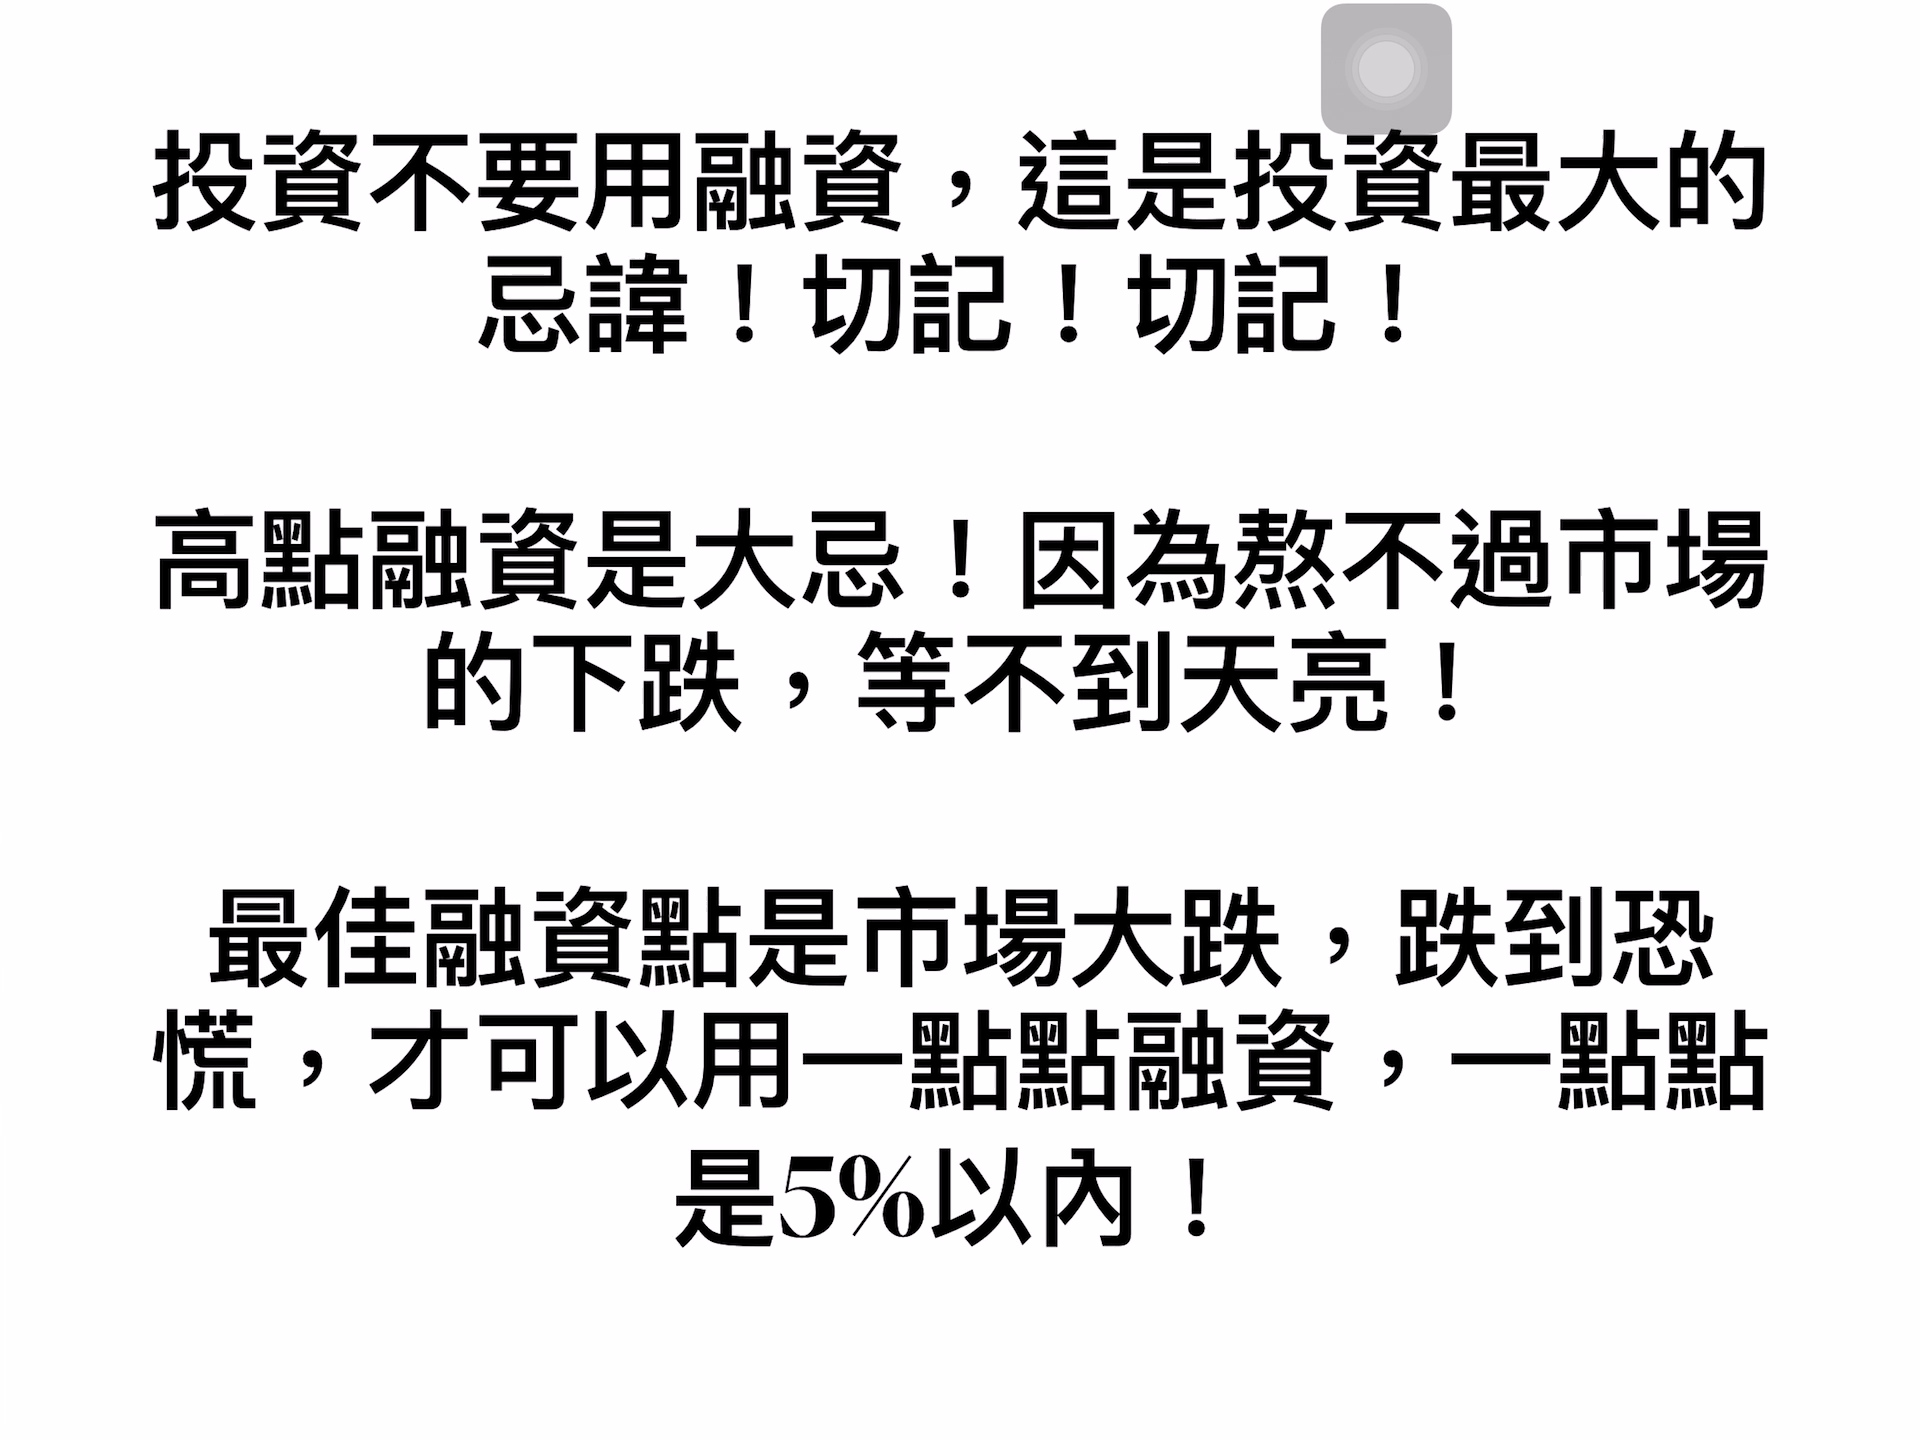 投資不要用融資，這是投資最大的
忌諱！切記！切記！
高點融資是大忌！因為熬不過市場
的下跌，等不到天亮！
最佳融資點是市場大跌，跌到恐
慌，才可以用一點點融資，一點點
是5%以內！